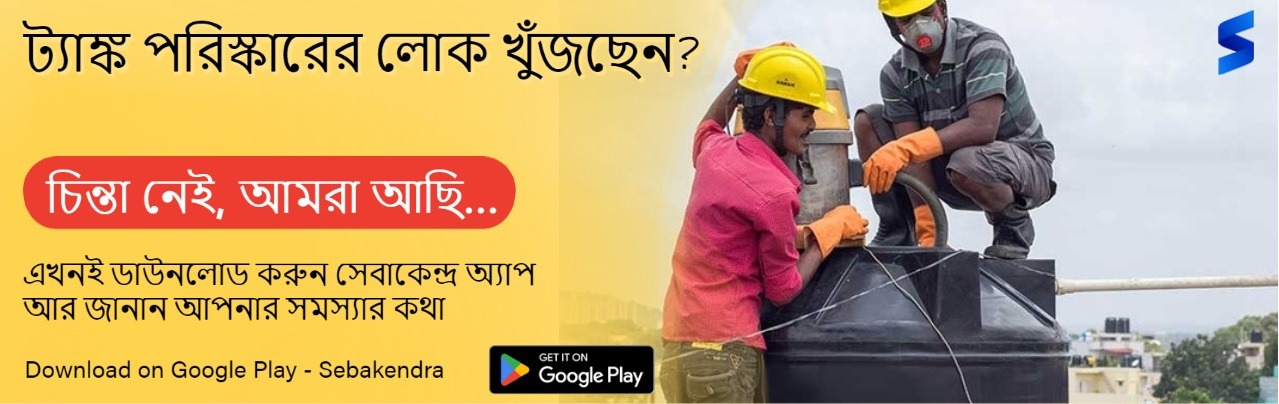 ট্যাঙ্ক পরিস্কারের লোক খুঁজছেন?
চিন্তা নেই, আমরা আছি...
এখনই ডাউনলোড করুন সেবাকেন্দ্র অ্যাপ
আর জানান আপনার সমস্যার কথা
Download on Google Play - Sebakendra
GET IT ON
Google Play